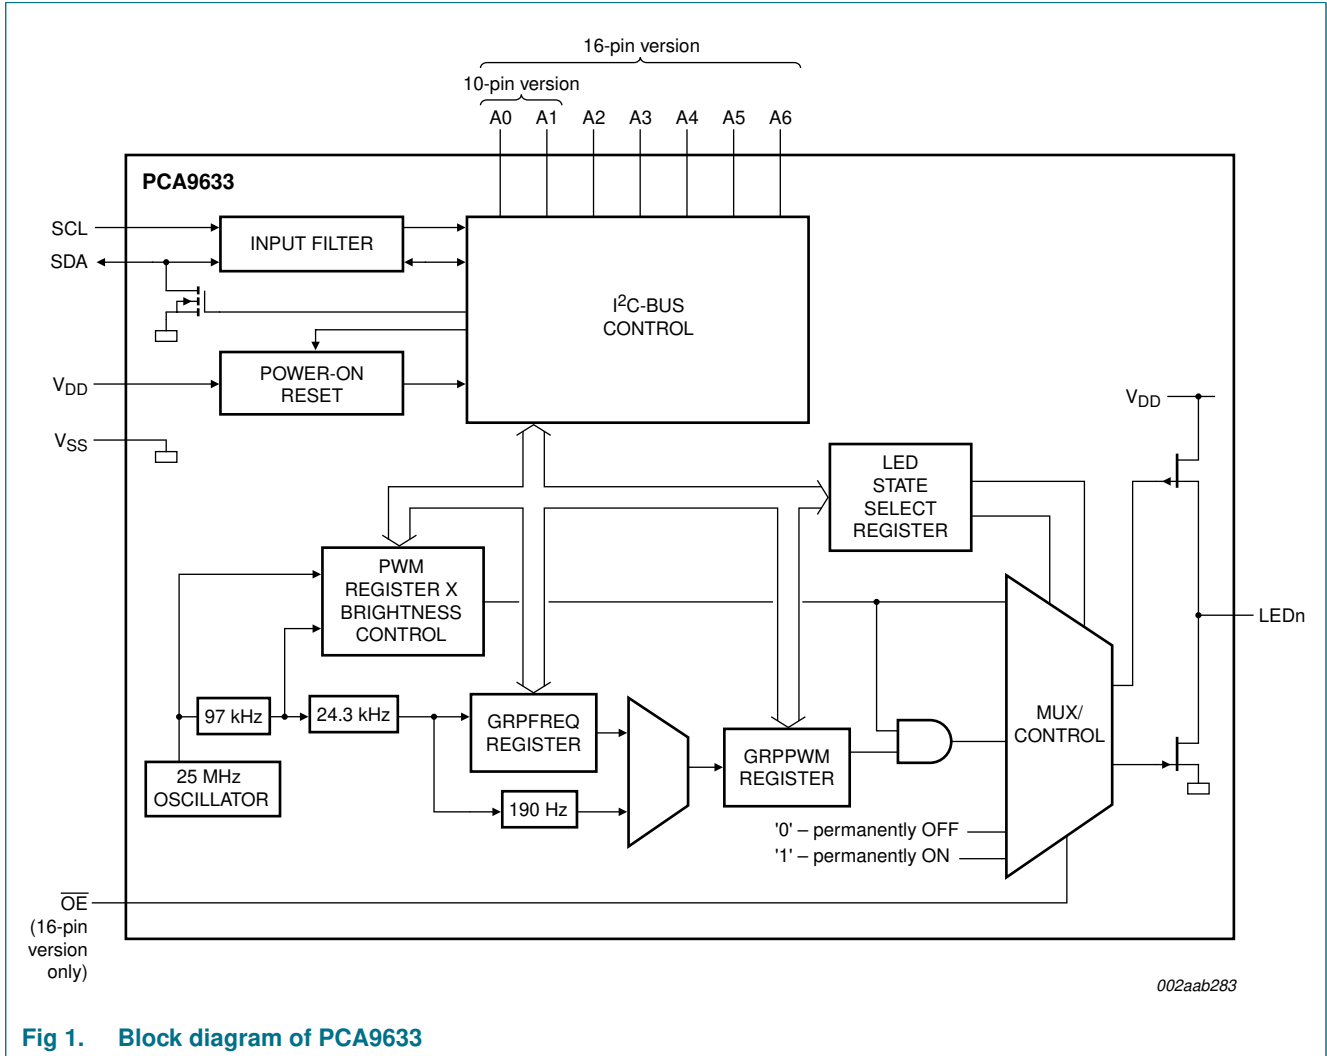 16-pin version
10-pin version
A0 A1 A2 A3 A4 A5 A6
PCA9633
SCL
SDA
INPUT FILTER
I²C-BUS
CONTROL
POWER-ON
RESET
VDD
VSS
VDD
LED
STATE
SELECT
REGISTER
PWM
REGISTER X
BRIGHTNESS
CONTROL
LEDn
97 kHz
24.3 kHz
GRPFREQ
REGISTER
MUX/
CONTROL
GRPPWM
REGISTER
25 MHz
OSCILLATOR
190 Hz
'0' – permanently OFF
'1' – permanently ON
O̅E̅
(16-pin
version
only)
002aab283
Fig 1. Block diagram of PCA9633